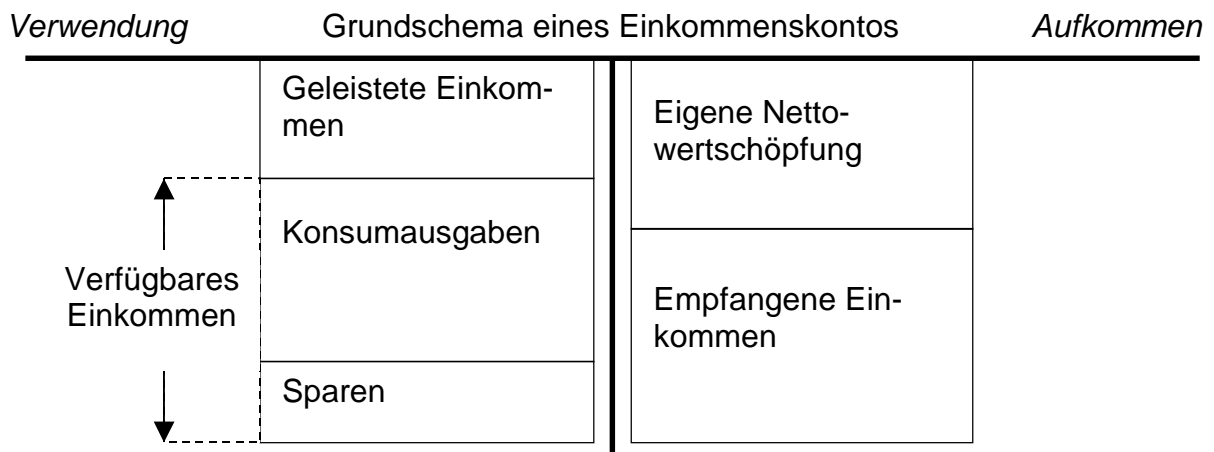 Verwendung Grundschema eines Einkommenskontos Aufkommen
Geleistete Einkom-
men
Konsumausgaben
Sparen
Verfügbares
Einkommen
Eigene Netto-
wertschöpfung
Empfangene Ein-
kommen